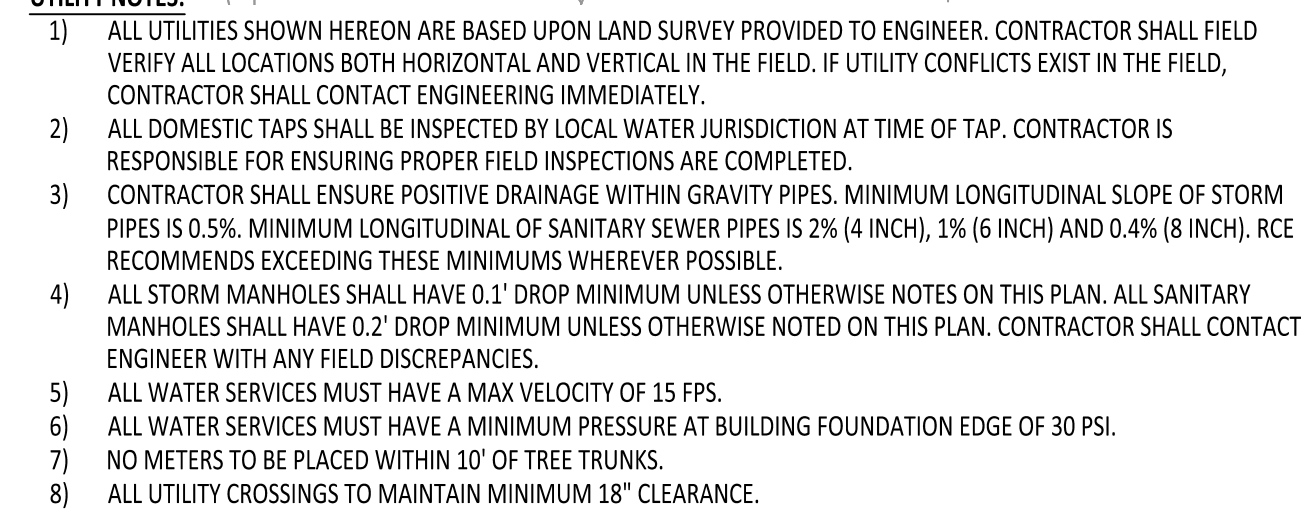 UTILITY NOTES:
1) ALL UTILITIES SHOWN HEREON ARE BASED UPON LAND SURVEY PROVIDED TO ENGINEER. CONTRACTOR SHALL FIELD
VERIFY ALL LOCATIONS BOTH HORIZONTAL AND VERTICAL IN THE FIELD. IF UTILITY CONFLICTS EXIST IN THE FIELD,
CONTRACTOR SHALL CONTACT ENGINEERING IMMEDIATELY.
2) ALL DOMESTIC TAPS SHALL BE INSPECTED BY LOCAL WATER JURISDICTION AT TIME OF TAP. CONTRACTOR IS
RESPONSIBLE FOR ENSURING PROPER FIELD INSPECTIONS ARE COMPLETED.
3) CONTRACTOR SHALL ENSURE POSITIVE DRAINAGE WITHIN GRAVITY PIPES. MINIMUM LONGITUDINAL SLOPE OF STORM
PIPES IS 0.5%. MINIMUM LONGITUDINAL OF SANITARY SEWER PIPES IS 2% (4 INCH), 1% (6 INCH) AND 0.4% (8 INCH). RCE
RECOMMENDS EXCEEDING THESE MINIMUMS WHEREVER POSSIBLE.
4) ALL STORM MANHOLES SHALL HAVE 0.1' DROP MINIMUM UNLESS OTHERWISE NOTES ON THIS PLAN. ALL SANITARY
MANHOLES SHALL HAVE 0.2' DROP MINIMUM UNLESS OTHERWISE NOTED ON THIS PLAN. CONTRACTOR SHALL CONTACT
ENGINEER WITH ANY FIELD DISCREPANCIES.
5) ALL WATER SERVICES MUST HAVE A MAX VELOCITY OF 15 FPS.
6) ALL WATER SERVICES MUST HAVE A MINIMUM PRESSURE AT BUILDING FOUNDATION EDGE OF 30 PSI.
7) NO METERS TO BE PLACED WITHIN 10' OF TREE TRUNKS.
8) ALL UTILITY CROSSINGS TO MAINTAIN MINIMUM 18" CLEARANCE.